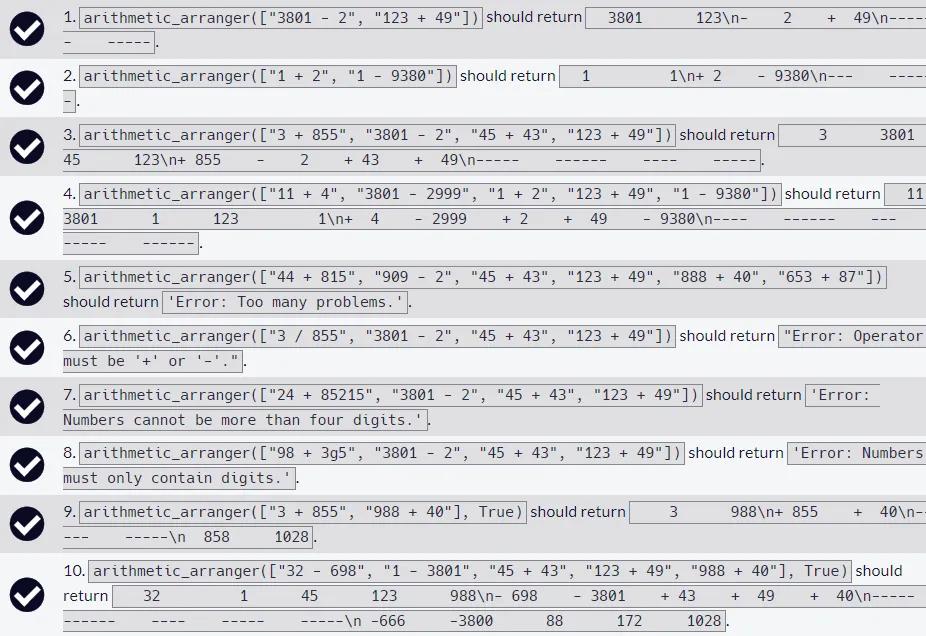 1. arithmetic_arranger(["3801 - 2", "123 + 49"]) should return   3801      123\n-    2    +  49\n-----
-    -----.
2. arithmetic_arranger(["1 + 2", "1 - 9380"]) should return   1         1\n+ 2    - 9380\n---    -----
-.
3. arithmetic_arranger(["3 + 855", "3801 - 2", "45 + 43", "123 + 49"]) should return     3      3801
45      123\n+ 855    -    2    + 43    +  49\n-----    ------    ----    -----.
4. arithmetic_arranger(["11 + 4", "3801 - 2999", "1 + 2", "123 + 49", "1 - 9380"]) should return   11
3801      1      123         1\n+  4    - 2999    + 2    +  49    - 9380\n----    ------    ---
-----    ------.
5. arithmetic_arranger(["44 + 815", "909 - 2", "45 + 43", "123 + 49", "888 + 40", "653 + 87"])
should return 'Error: Too many problems.'.
6. arithmetic_arranger(["3 / 855", "3801 - 2", "45 + 43", "123 + 49"]) should return "Error: Operator
must be '+' or '-'.".
7. arithmetic_arranger(["24 + 85215", "3801 - 2", "45 + 43", "123 + 49"]) should return 'Error:
Numbers cannot be more than four digits.'.
8. arithmetic_arranger(["98 + 3g5", "3801 - 2", "45 + 43", "123 + 49"]) should return 'Error: Numbers
must only contain digits.'.
9. arithmetic_arranger(["3 + 855", "988 + 40"], True) should return     3      988\n+ 855    +  40\n--
---    -----\n  858     1028.
10. arithmetic_arranger(["32 - 698", "1 - 3801", "45 + 43", "123 + 49", "988 + 40"], True) should
return    32         1      45      123      988\n- 698    - 3801    + 43    +  49    +  40\n-----
------    ----    -----    -----\n -666     -3800      88      172     1028.